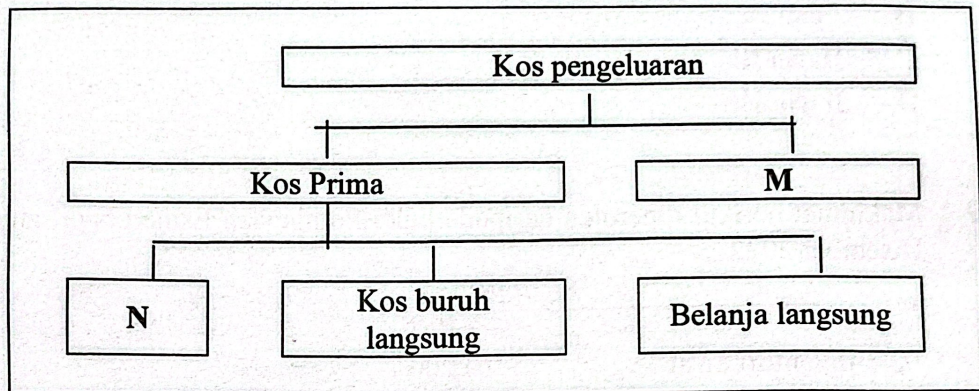 Kos pengeluaran
Kos Prima
M
N
Kos buruh
langsung
Belanja langsung